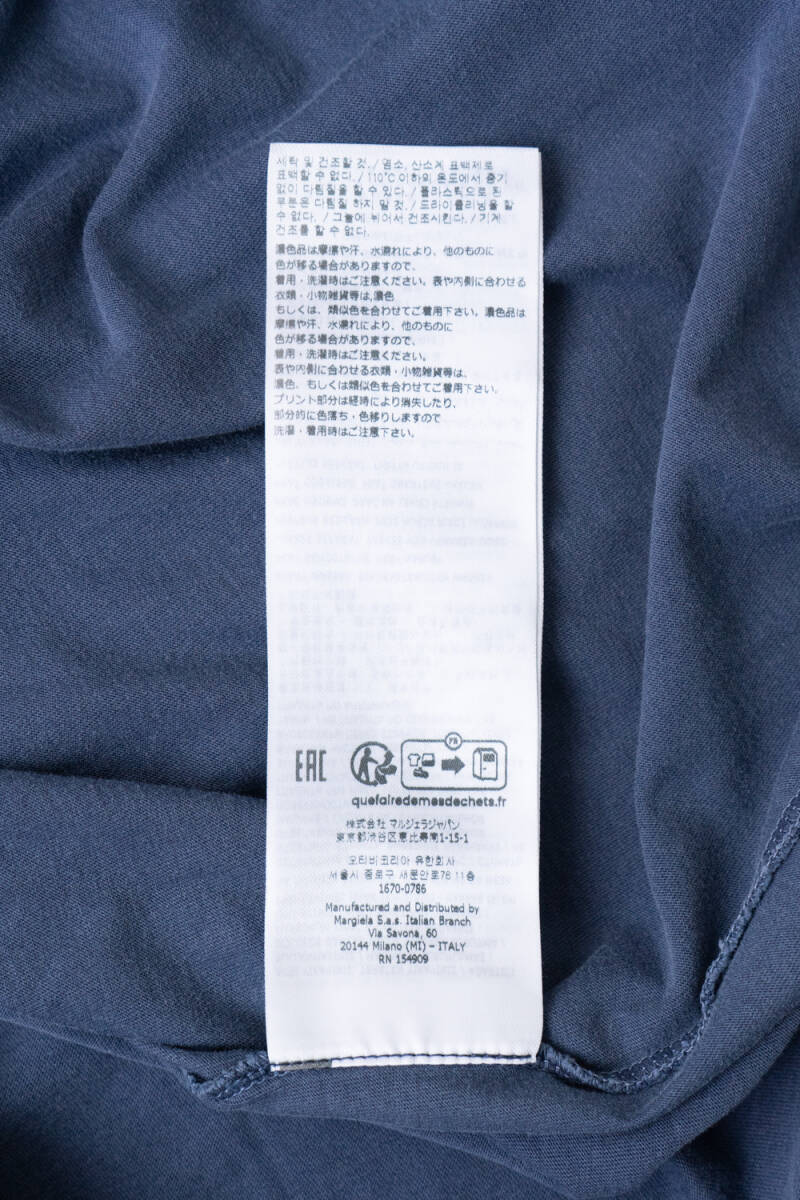 세탁 및 건조할 것. / 염소, 산소계 표백제로
표백할 수 없다. / 110℃ 이하의 온도에서 증기
없이 다림질을 할 수 있다. / 플라스틱으로 된
부분은 다림질 하지 말 것. / 드라이클리닝을 할
수 없다. / 그늘에 뉘어서 건조시킨다. / 기계
건조를 할 수 없다.
濃色品は摩擦や汗、水濡れにより、他のものに
色が移る場合がありますので、
着用・洗濯時はご注意ください。表や内側に合わせる
衣類・小物雑貨等は,濃色
もしくは、類似色を合わせてご着用下さい。濃色品は
摩擦や汗、水濡れにより、他のものに
色が移る場合がありますので、
着用・洗濯時はご注意ください。
表や内側に合わせる衣類・小物雑貨等は、
濃色、もしくは類似色を合わせてご着用下さい。
プリント部分は経時により消失したり、
部分的に色落ち・色移りしますので
洗濯・着用時はご注意下さい。
EAC
FR
quefairedemesdechets.fr
株式会社 マルジェラジャパン
東京都渋谷区恵比寿南1-15-1
오티비코리아 유한회사
서울시 종로구 새문안로76 11층
1670-0786
Manufactured and Distributed by
Margiela S.a.s. Italian Branch
Via Savona, 60
20144 Milano (MI) – ITALY
RN 154909